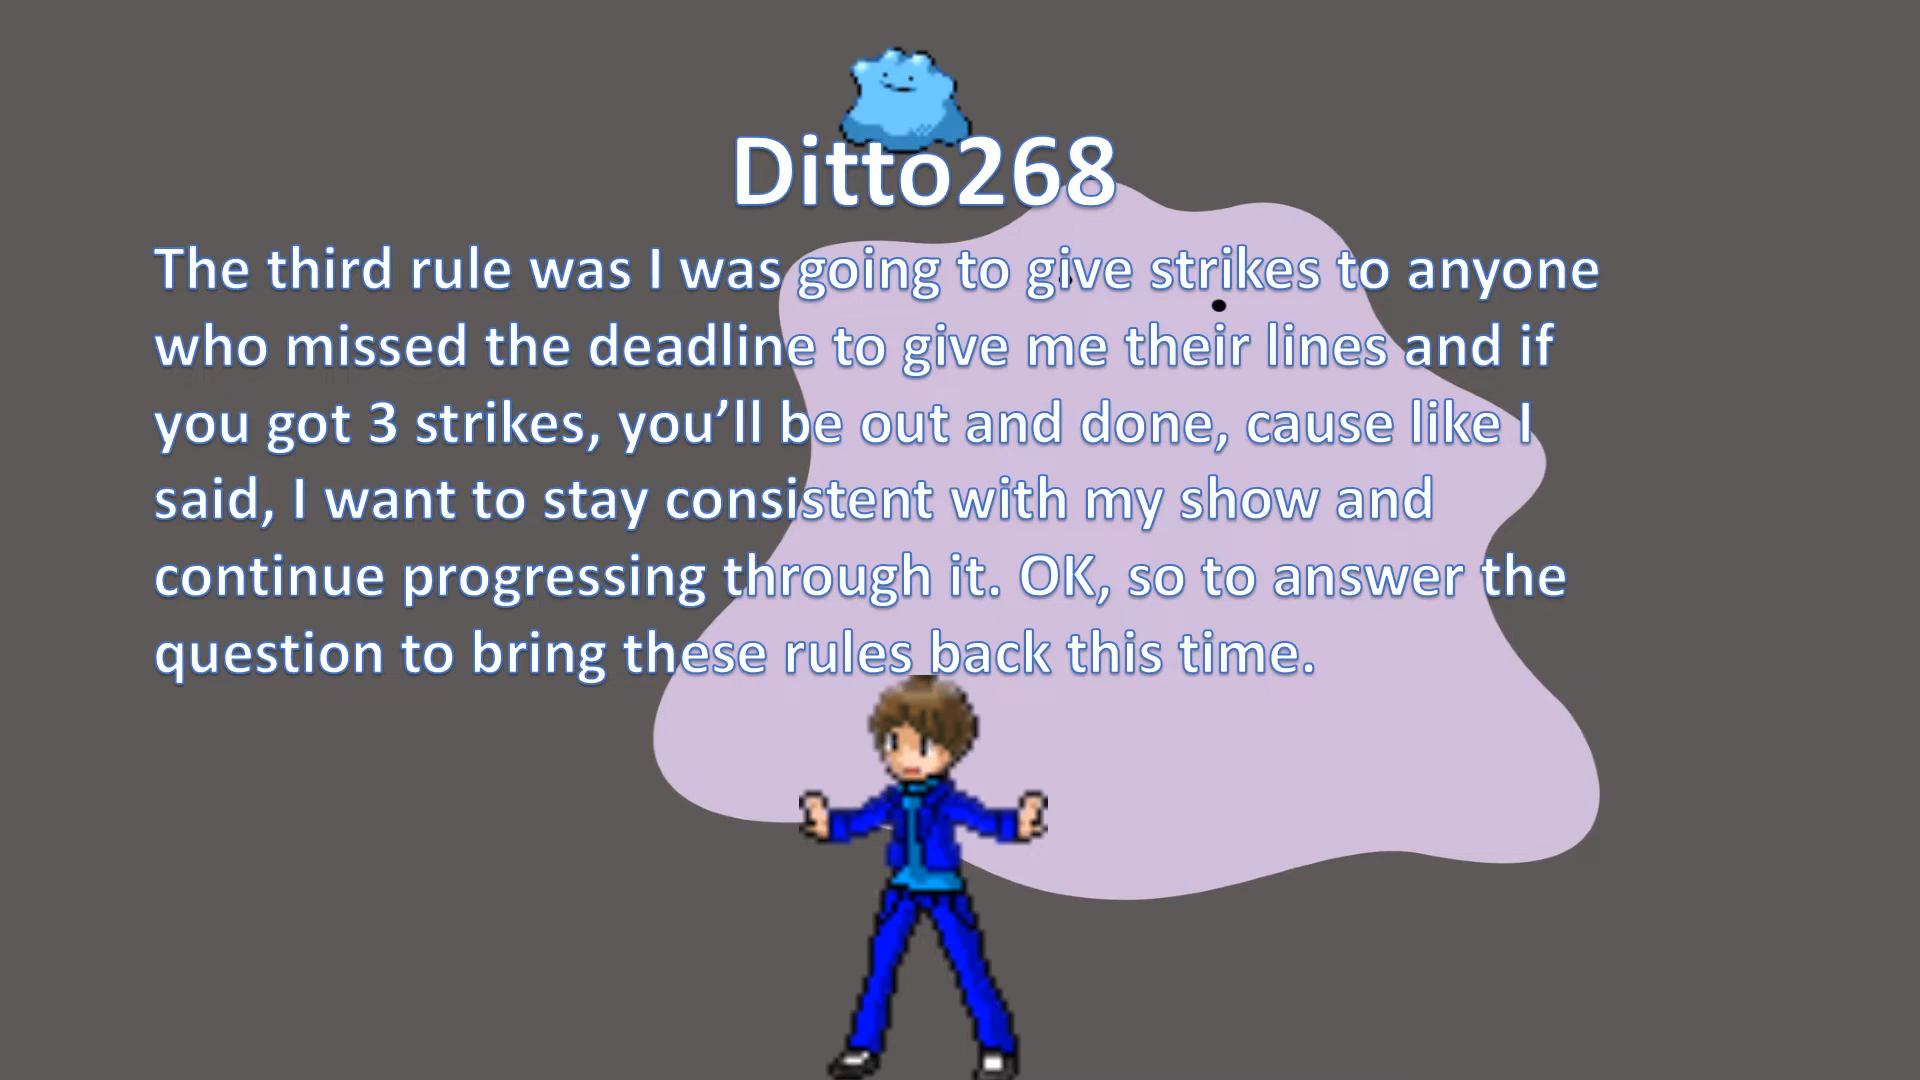 Ditto268
The third rule was I was going to give strikes to anyone
who missed the deadline to give me their lines and if
you got 3 strikes, you’ll be out and done, cause like I
said, I want to stay consistent with my show and
continue progressing through it. OK, so to answer the
question to bring these rules back this time.